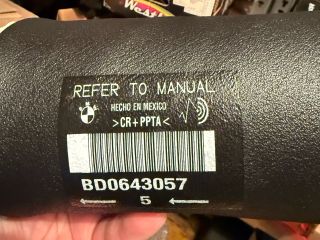 REFER TO MANUAL
HECHO EN MEXICO
>CR+PPTA<
BD0643057
5